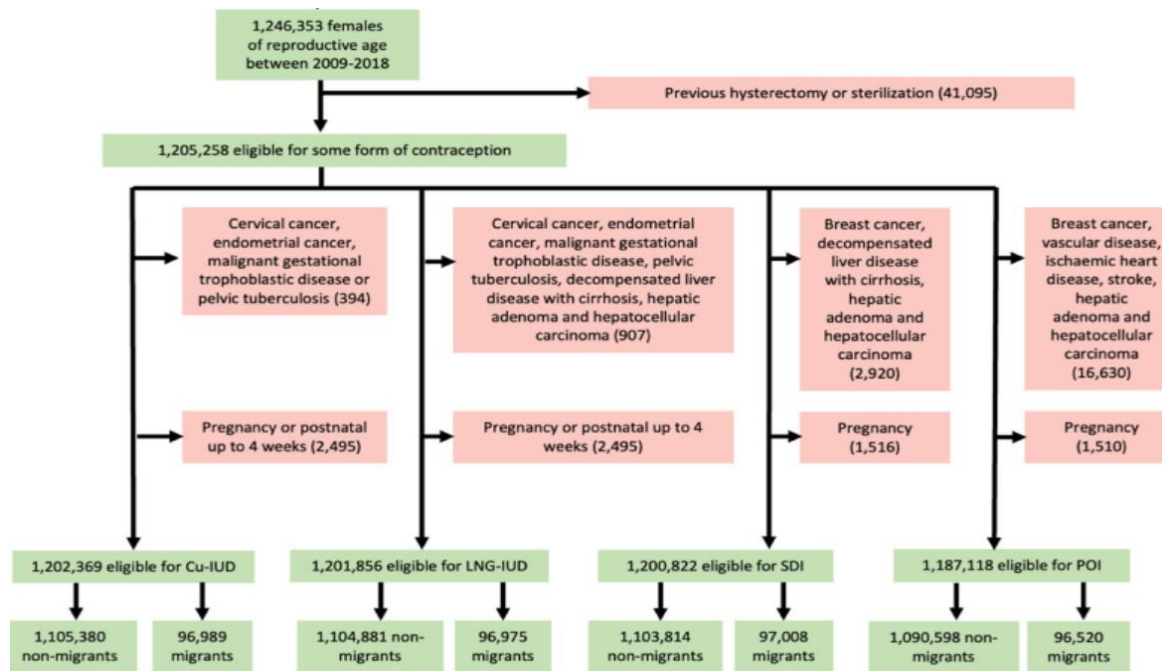 1,246,353 females
of reproductive age
between 2009-2018
Previous hysterectomy or sterilization (41,095)
1,205,258 eligible for some form of contraception
Cervical cancer,
endometrial cancer,
malignant gestational
trophoblastic disease or
pelvic tuberculosis (394)
Cervical cancer, endometrial
cancer, malignant gestational
trophoblastic disease, pelvic
tuberculosis, decompensated liver
disease with cirrhosis, hepatic
adenoma and hepatocellular
carcinoma (907)
Breast cancer,
decompensated
liver disease
with cirrhosis,
hepatic
adenoma and
hepatocellular
carcinoma
(2,920)
Breast cancer,
vascular disease,
ischaemic heart
disease, stroke,
hepatic
adenoma and
hepatocellular
carcinoma
(16,630)
Pregnancy or postnatal
up to 4 weeks (2,495)
Pregnancy or postnatal up to 4
weeks (2,495)
Pregnancy
(1,516)
Pregnancy
(1,510)
1,202,369 eligible for Cu-IUD
1,201,856 eligible for LNG-IUD
1,200,822 eligible for SDI
1,187,118 eligible for POI
1,105,380
non-migrants
96,989
migrants
1,104,881 non-
migrants
96,975
migrants
1,103,814
non-migrants
97,008
migrants
1,090,598 non-
migrants
96,520
migrants